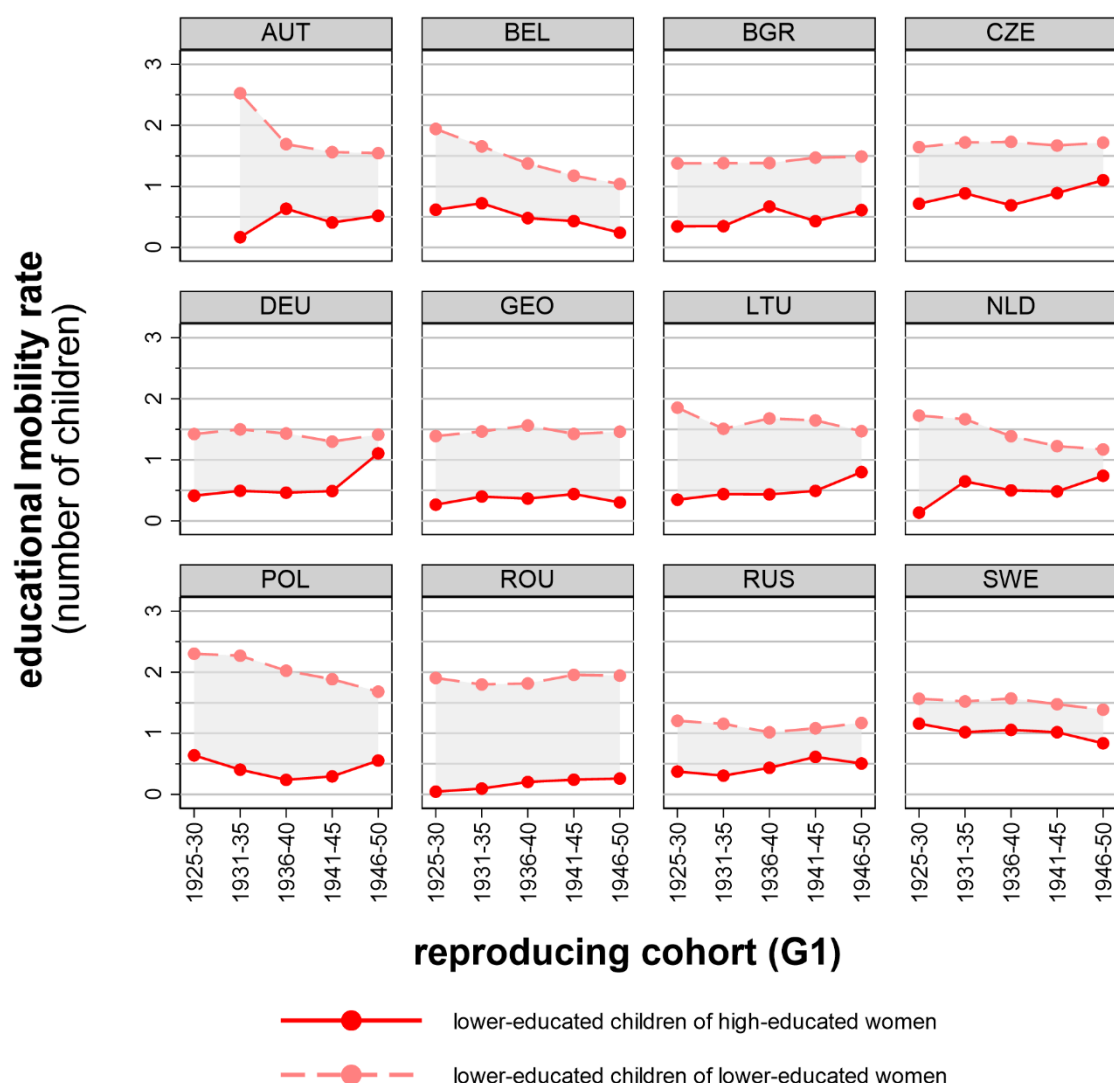 AUT BEL BGR CZE
3
2
1
0
DEU GEO LTU NLD
3
2
1
0
POL ROU RUS SWE
3
2
1
0
educational mobility rate
(number of children)
1925-30 1931-35 1936-40 1941-45 1946-50 1925-30 1931-35 1936-40 1941-45 1946-50 1925-30 1931-35 1936-40 1941-45 1946-50 1925-30 1931-35 1936-40 1941-45 1946-50
reproducing cohort (G1)
lower-educated children of high-educated women
lower-educated children of lower-educated women